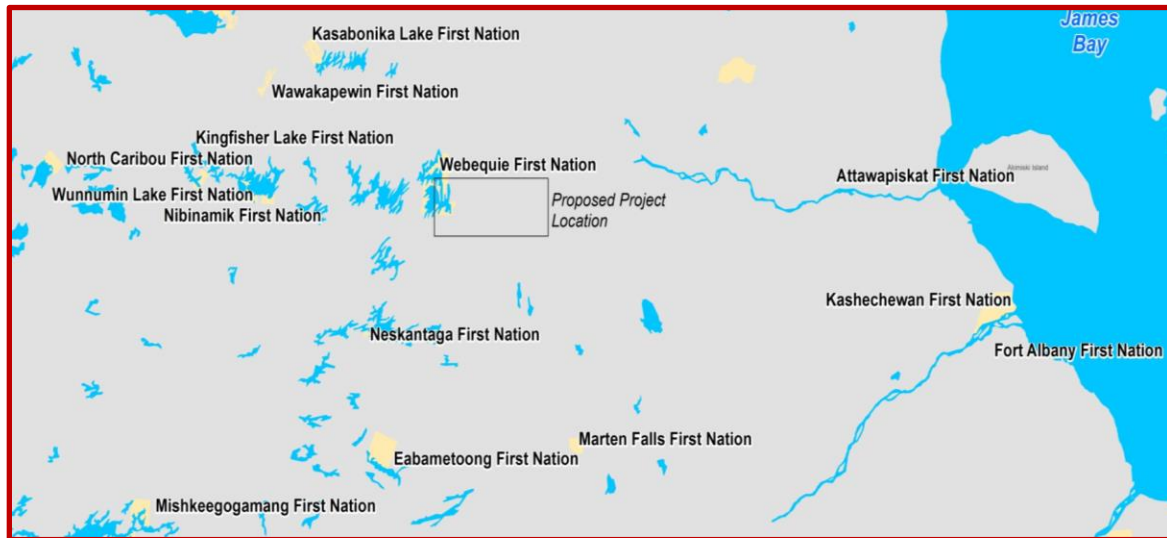 James
Bay
Kasabonika Lake First Nation
Wawakapewin First Nation
Kingfisher Lake First Nation
North Caribou First Nation
Webequie First Nation
Attawapiskat First Nation
Akimiski Island
Wunnumin Lake First Nation
Nibinamik First Nation
Proposed Project
Location
Kashechewan First Nation
Neskantaga First Nation
Fort Albany First Nation
Marten Falls First Nation
Eabametoong First Nation
Mishkeegogamang First Nation